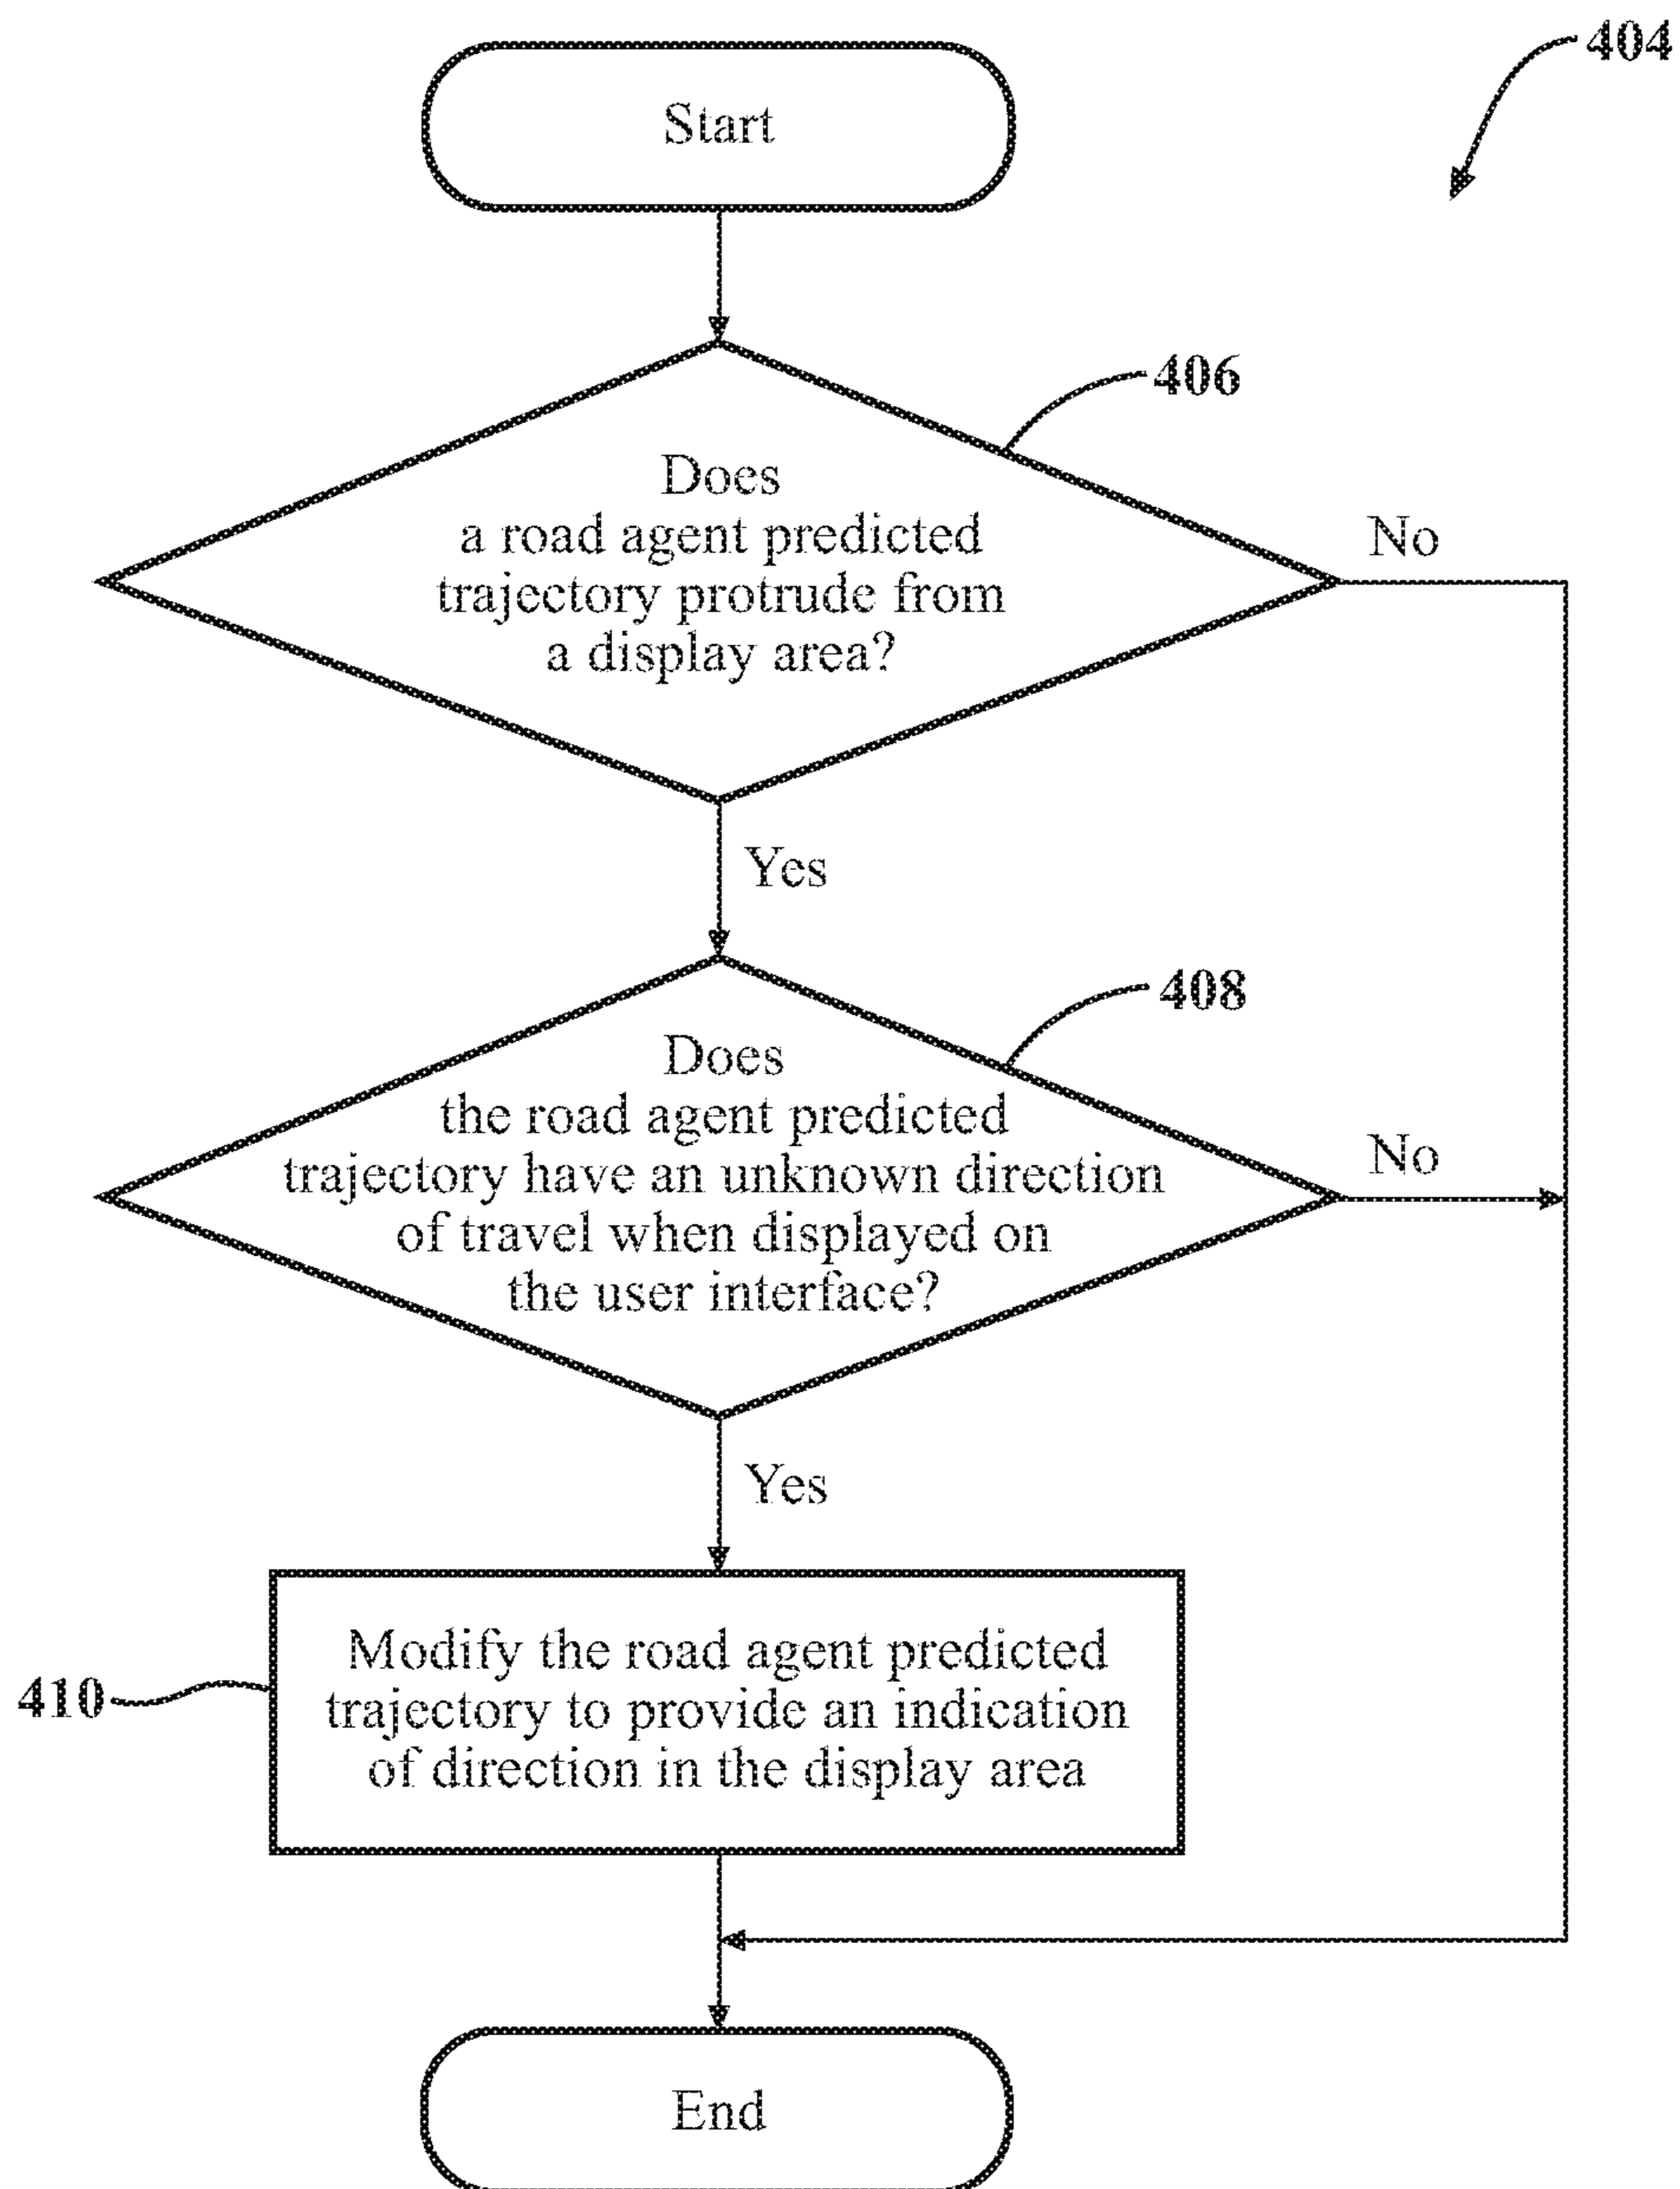 404
Start
406
Does
a road agent predicted
trajectory protrude from
a display area?
No
Yes
408
Does
the road agent predicted
trajectory have an unknown direction
of travel when displayed on
the user interface?
No
Yes
410
Modify the road agent predicted
trajectory to provide an indication
of direction in the display area
End